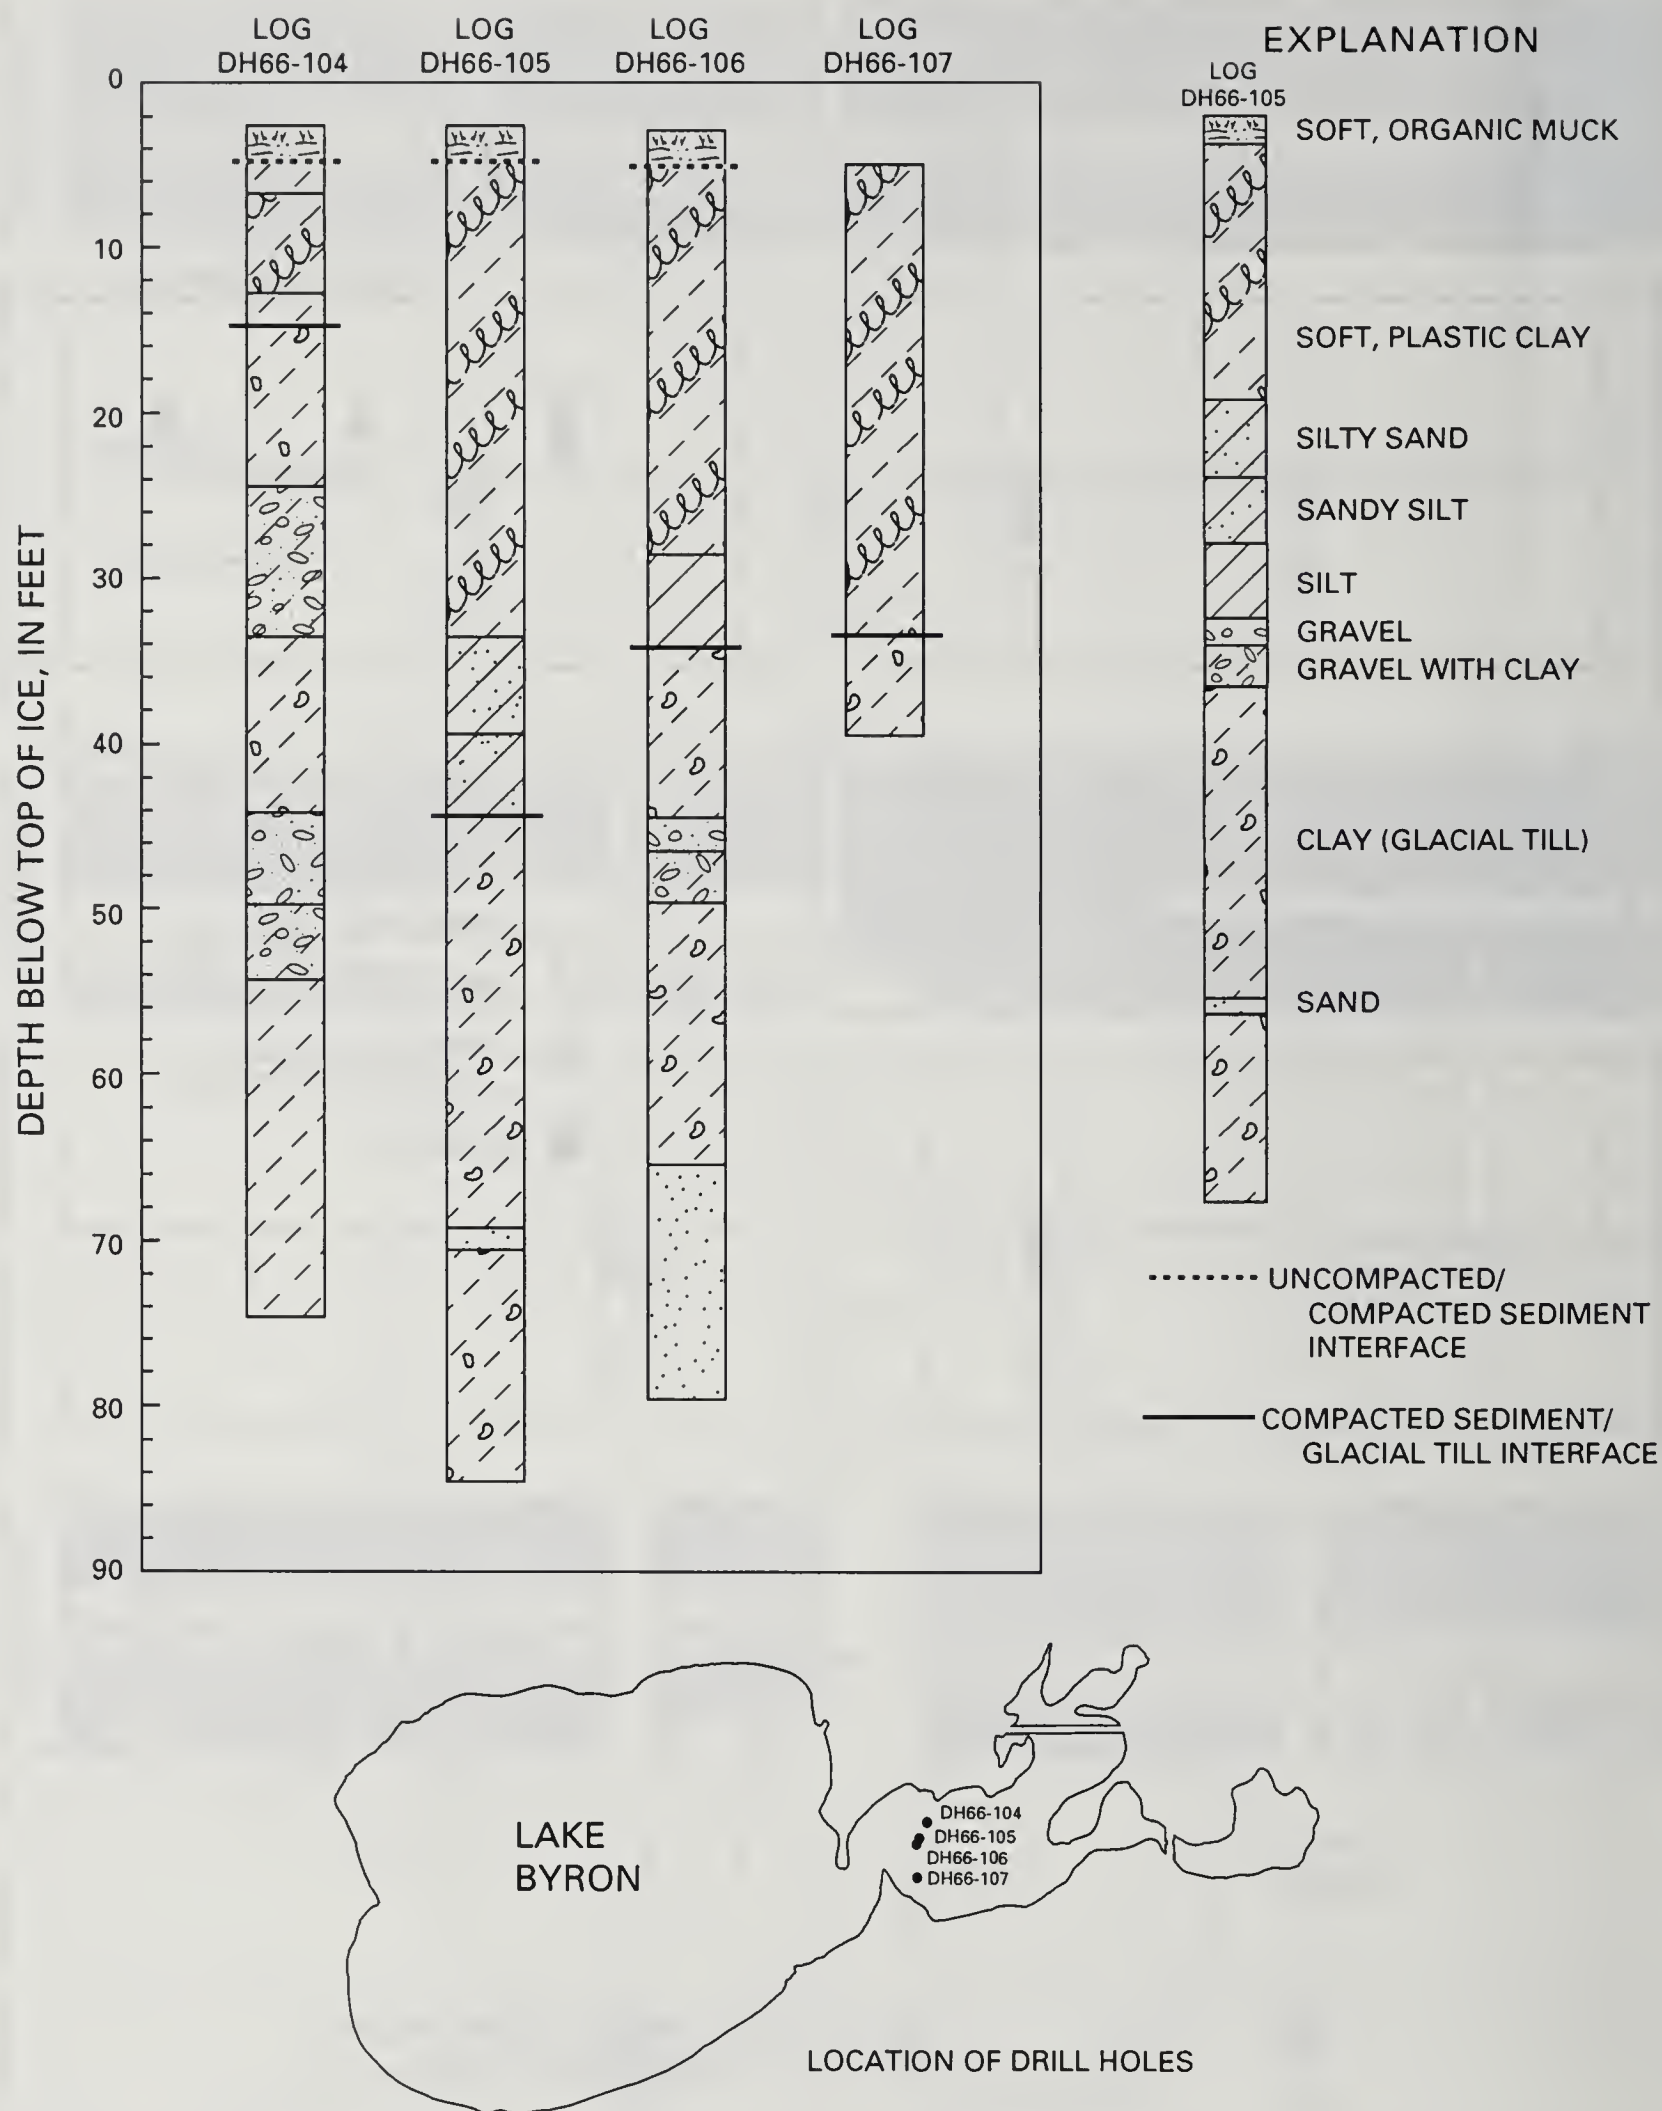 LOG
DH66-104
LOG
DH66-105
LOG
DH66-106
LOG
DH66-107
EXPLANATION
LOG
DH66-105
0
10
20
30
40
50
60
70
80
90
DEPTH BELOW TOP OF ICE, IN FEET
SOFT, ORGANIC MUCK
SOFT, PLASTIC CLAY
SILTY SAND
SANDY SILT
SILT
GRAVEL
GRAVEL WITH CLAY
CLAY (GLACIAL TILL)
SAND
UNCOMPACTED/
COMPACTED SEDIMENT
INTERFACE
COMPACTED SEDIMENT/
GLACIAL TILL INTERFACE
LAKE
BYRON
DH66-104
DH66-105
DH66-106
DH66-107
LOCATION OF DRILL HOLES